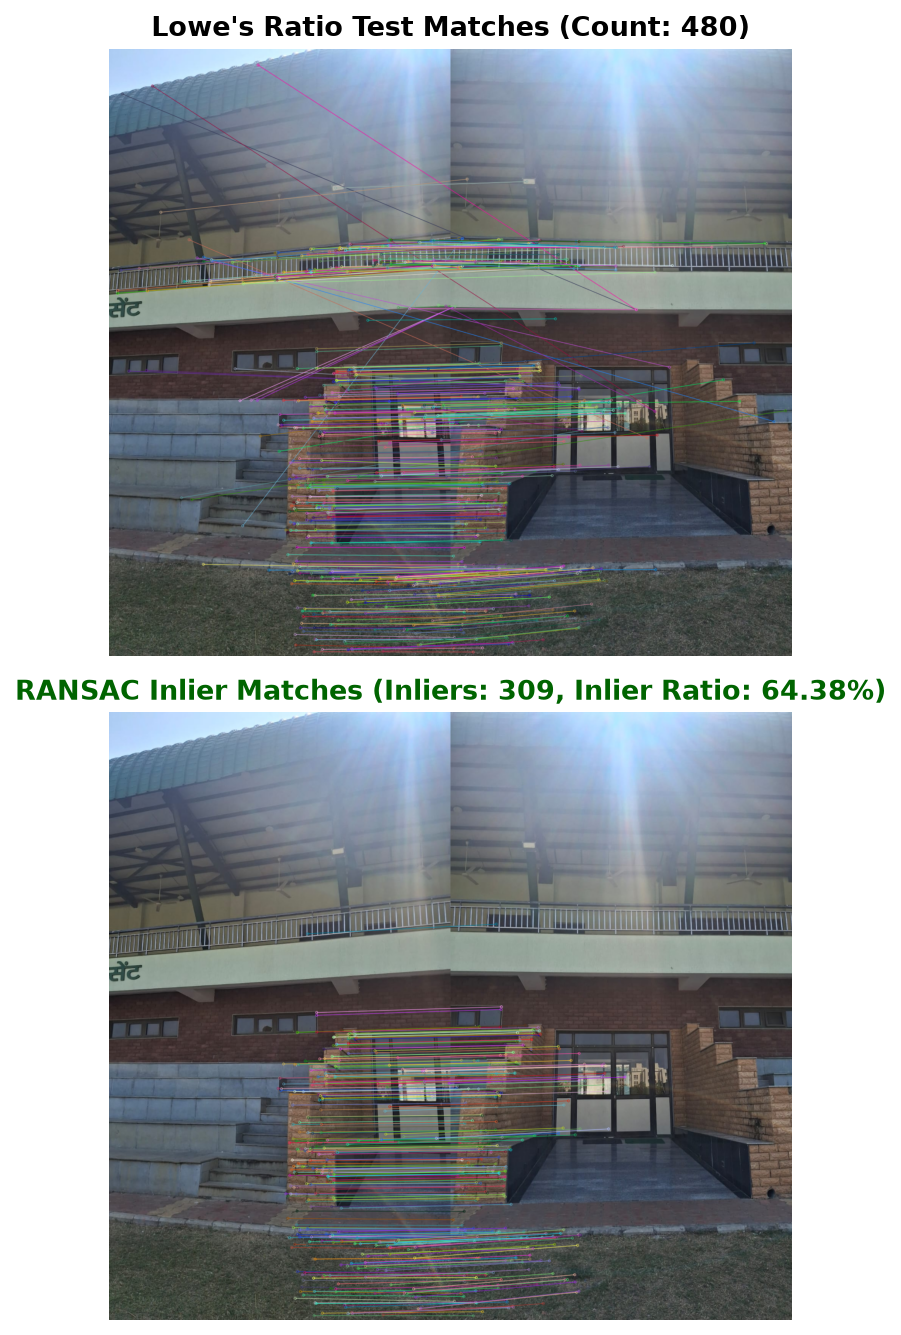 Lowe's Ratio Test Matches (Count: 480)
सेंट
RANSAC Inlier Matches (Inliers: 309, Inlier Ratio: 64.38%)
सेंट